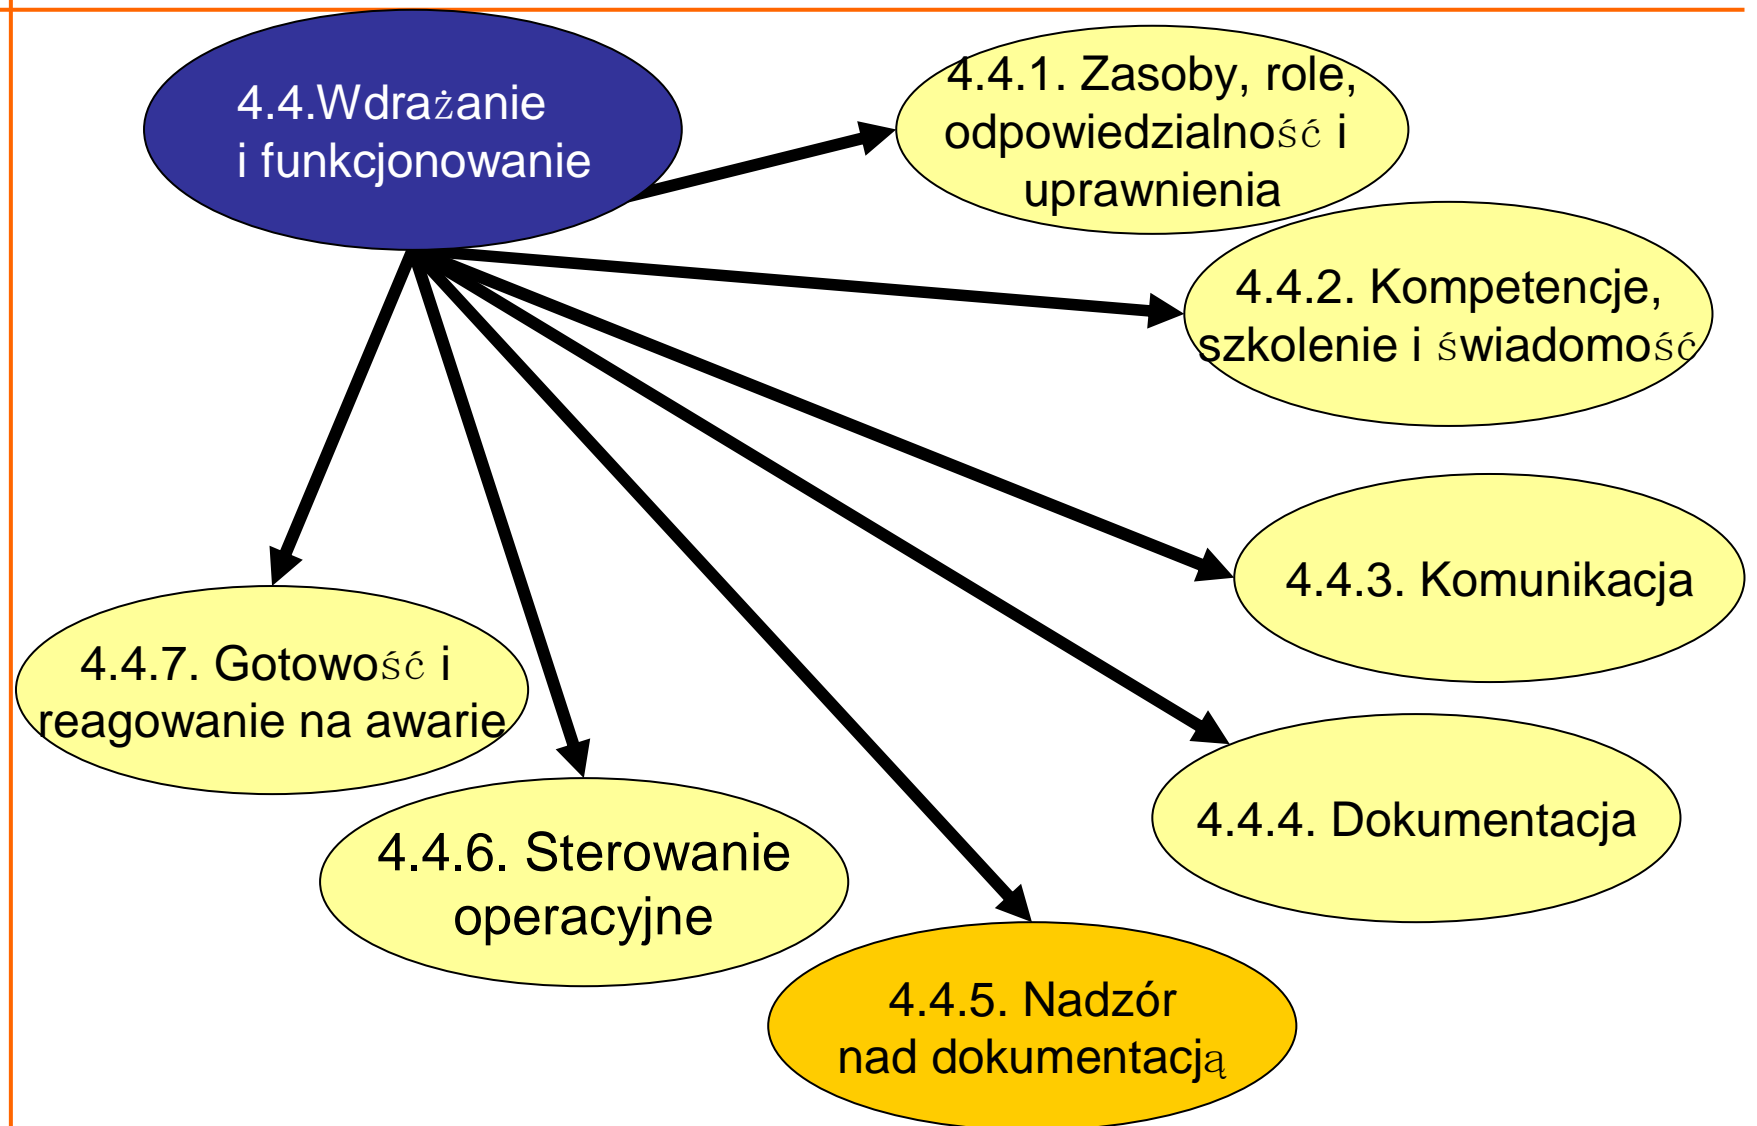 4.4.Wdrażanie
i funkcjonowanie
4.4.1. Zasoby, role,
odpowiedzialność i
uprawnienia
4.4.2. Kompetencje,
szkolenie i świadomość
4.4.3. Komunikacja
4.4.4. Dokumentacja
4.4.5. Nadzór
nad dokumentacją
4.4.6. Sterowanie
operacyjne
4.4.7. Gotowość i
reagowanie na awarie